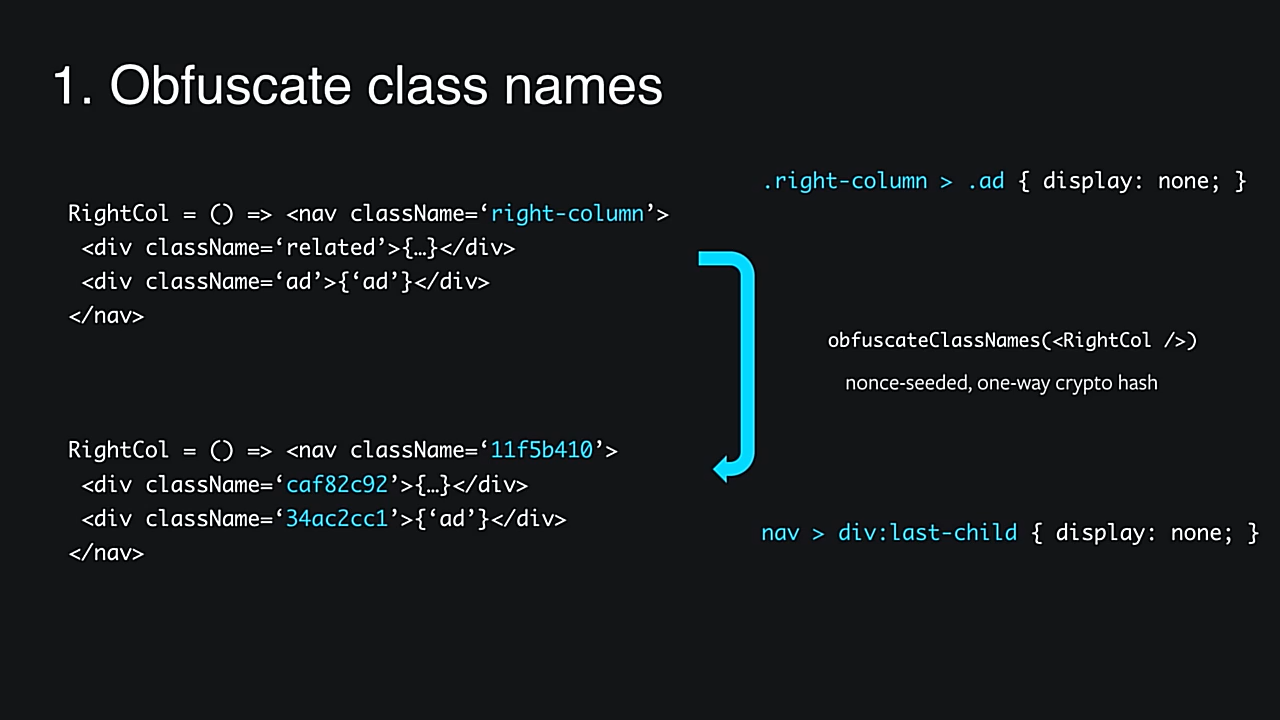 1. Obfuscate class names
.right-column > .ad { display: none; }
RightCol = () => <nav className=‘right-column’>
<div className=‘related’>{…}</div>
<div className=‘ad’>{‘ad’}</div>
</nav>
obfuscateClassNames(<RightCol />)
nonce-seeded, one-way crypto hash
RightCol = () => <nav className=‘11f5b410’>
<div className=‘caf82c92’>{…}</div>
<div className=‘34ac2cc1’>{‘ad’}</div>
</nav>
nav > div:last-child { display: none; }